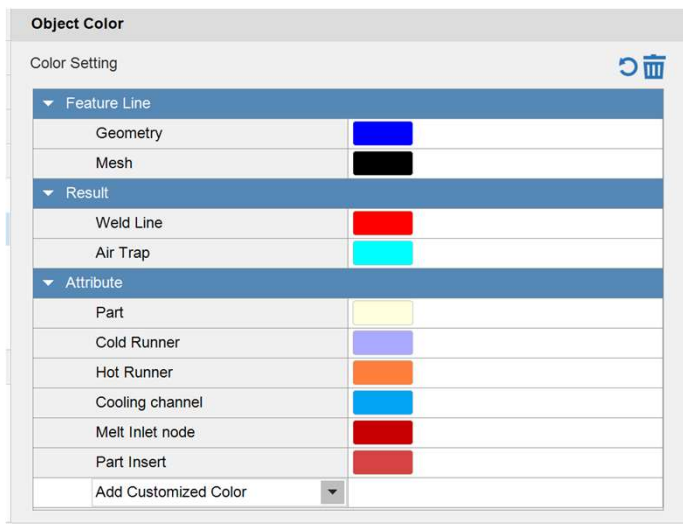 Object Color
Color Setting
Feature Line
Geometry
Mesh
Result
Weld Line
Air Trap
Attribute
Part
Cold Runner
Hot Runner
Cooling channel
Melt Inlet node
Part Insert
Add Customized Color